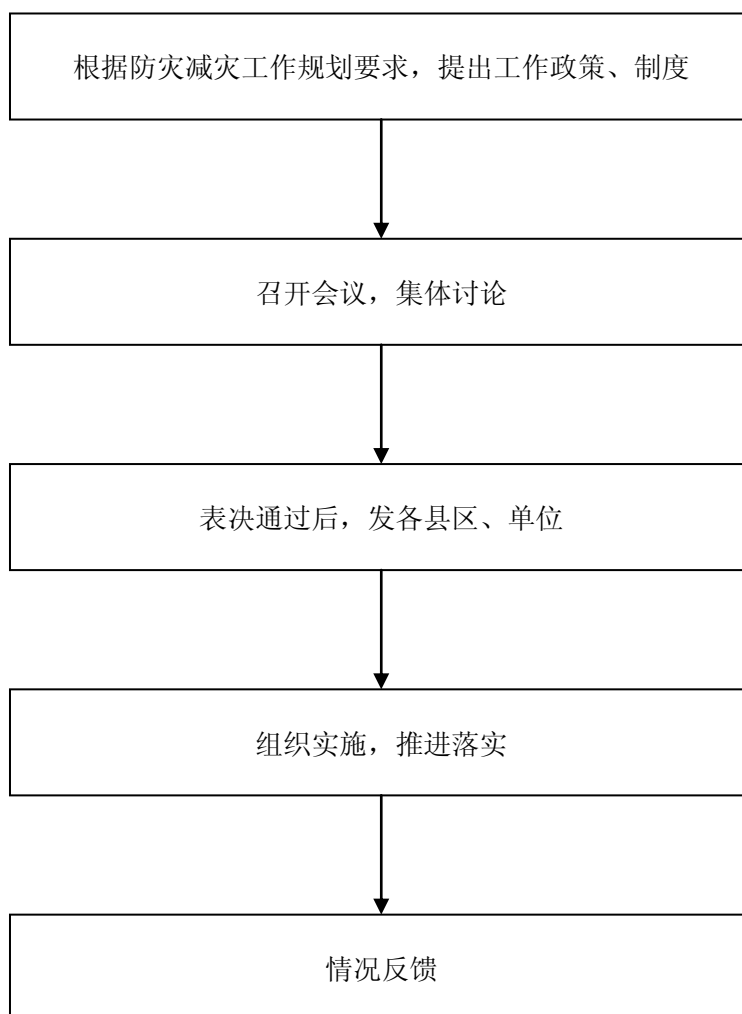 根据防灾减灾工作规划要求，提出工作政策、制度
召开会议，集体讨论
表决通过后，发各县区、单位
组织实施，推进落实
情况反馈